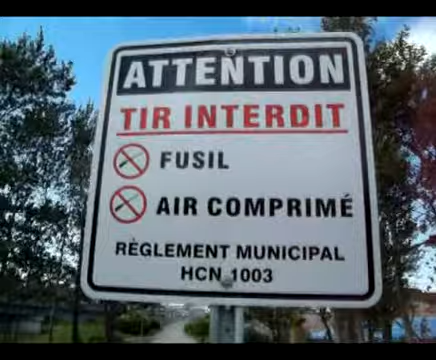 ATTENTION
TIR INTERDIT
FUSIL
AIR COMPRIMÉ
RÈGLEMENT MUNICIPAL
HCN 1003